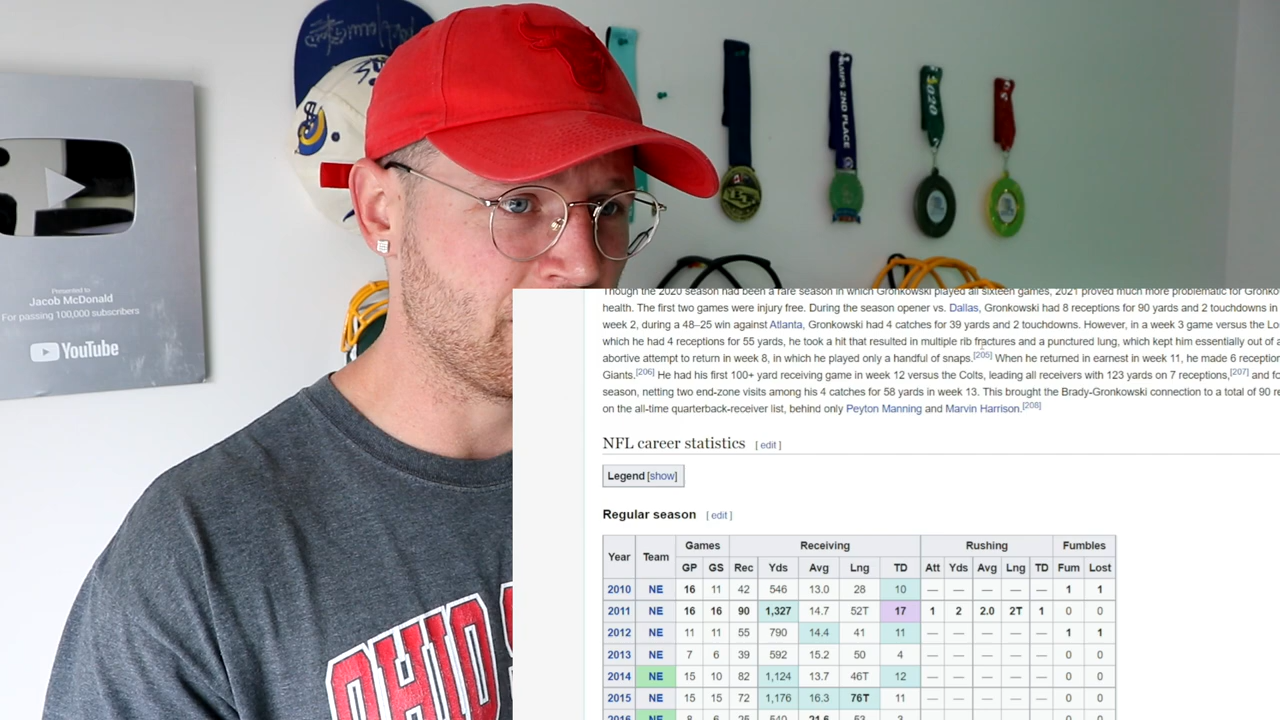 Presented to
Jacob McDonald
For passing 100,000 subscribers
YouTube
MPS 2ND PLACE
2020
OHIO
Though the 2020 season had been a rare season in which Gronkowski played all sixteen games, 2021 proved much more problematic for
health. The first two games were injury free. During the season opener vs. Dallas, Gronkowski had 8 receptions for 90 yards and 2 touchdowns in
week 2, during a 48–25 win against Atlanta, Gronkowski had 4 catches for 39 yards and 2 touchdowns. However, in a week 3 game versus the
which he had 4 receptions for 55 yards, he took a hit that resulted in multiple rib fractures and a punctured lung, which kept him essentially out of
abortive attempt to return in week 8, in which he played only a handful of snaps.[205] When he returned in earnest in week 11, he made 6
Giants.[206] He had his first 100+ yard receiving game in week 12 versus the Colts, leading all receivers with 123 yards on 7 receptions,[207] and
season, netting two end-zone visits among his 4 catches for 58 yards in week 13. This brought the Brady-Gronkowski connection to a total of 90
on the all-time quarterback-receiver list, behind only Peyton Manning and Marvin Harrison.[208]
NFL career statistics [ edit ]
Legend [show]
Regular season [ edit ]
Year Team Games Receiving Rushing Fumbles
GP GS Rec Yds Avg Lng TD Att Yds Avg Lng TD Fum Lost
2010 NE 16 11 42 546 13.0 28 10 — — — — — 1 1
2011 NE 16 16 90 1,327 14.7 52T 17 1 2 2.0 2T 1 0 0
2012 NE 11 11 55 790 14.4 41 11 — — — — — 1 1
2013 NE 7 6 39 592 15.2 50 4 — — — — — 0 0
2014 NE 15 10 82 1,124 13.7 46T 12 — — — — — 0 0
2015 NE 15 15 72 1,176 16.3 76T 11 — — — — — 0 0
2016 NE 8 6 25 540 21.6 53 3 — — — — — 0 0